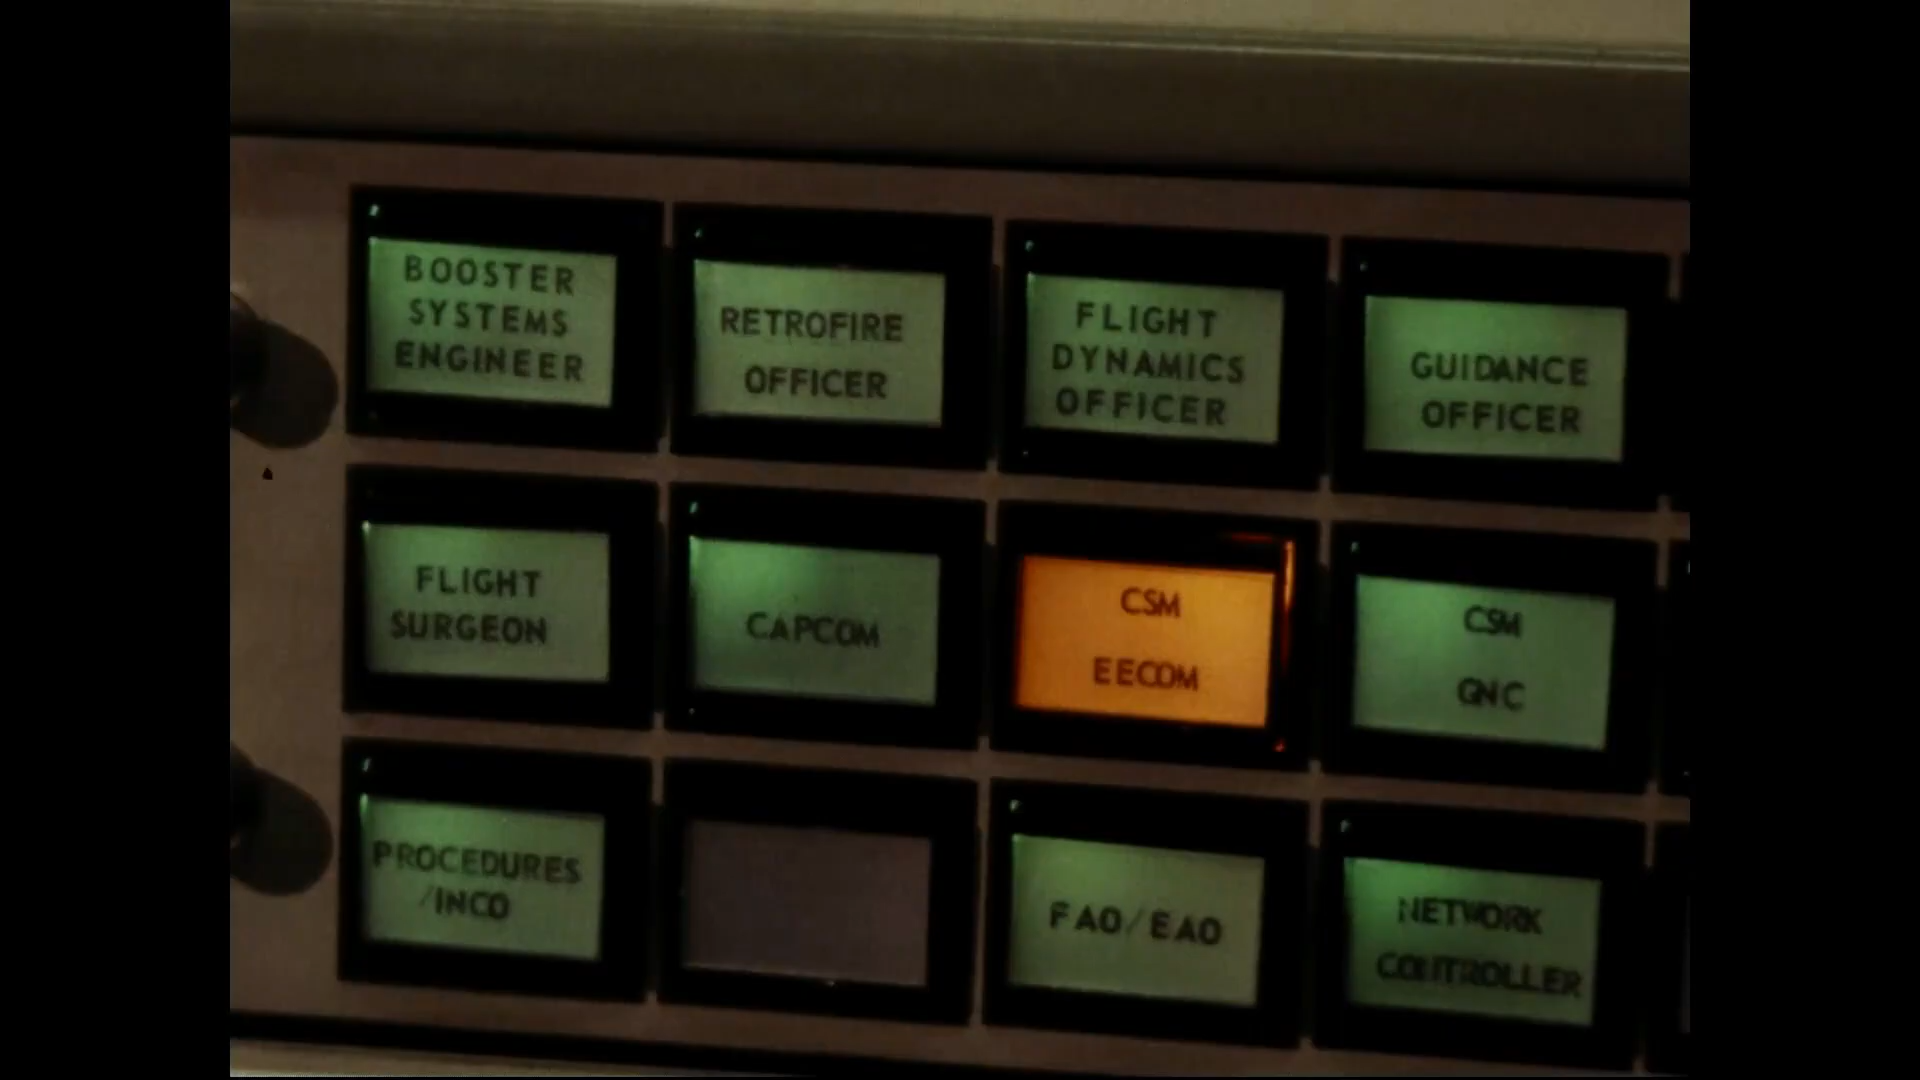 BOOSTER
SYSTEMS
ENGINEER
RETROFIRE
OFFICER
FLIGHT
DYNAMICS
OFFICER
GUIDANCE
OFFICER
FLIGHT
SURGEON
CAPCOM
CSM
EECOM
CSM
GNC
PROCEDURES
/INCO
FAO/EAO
NETWORK
CONTROLLER